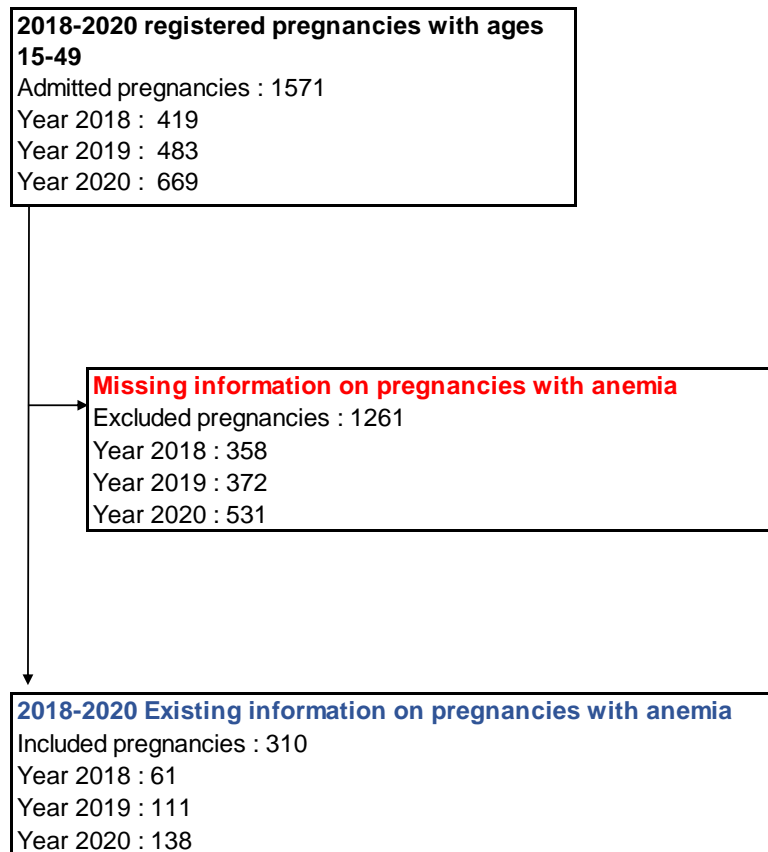 2018-2020 registered pregnancies with ages
15-49
Admitted pregnancies : 1571
Year 2018 :  419
Year 2019 :  483
Year 2020 :  669
Missing information on pregnancies with anemia
Excluded pregnancies : 1261
Year 2018 : 358
Year 2019 : 372
Year 2020 : 531
2018-2020 Existing information on pregnancies with anemia
Included pregnancies : 310
Year 2018 : 61
Year 2019 : 111
Year 2020 : 138